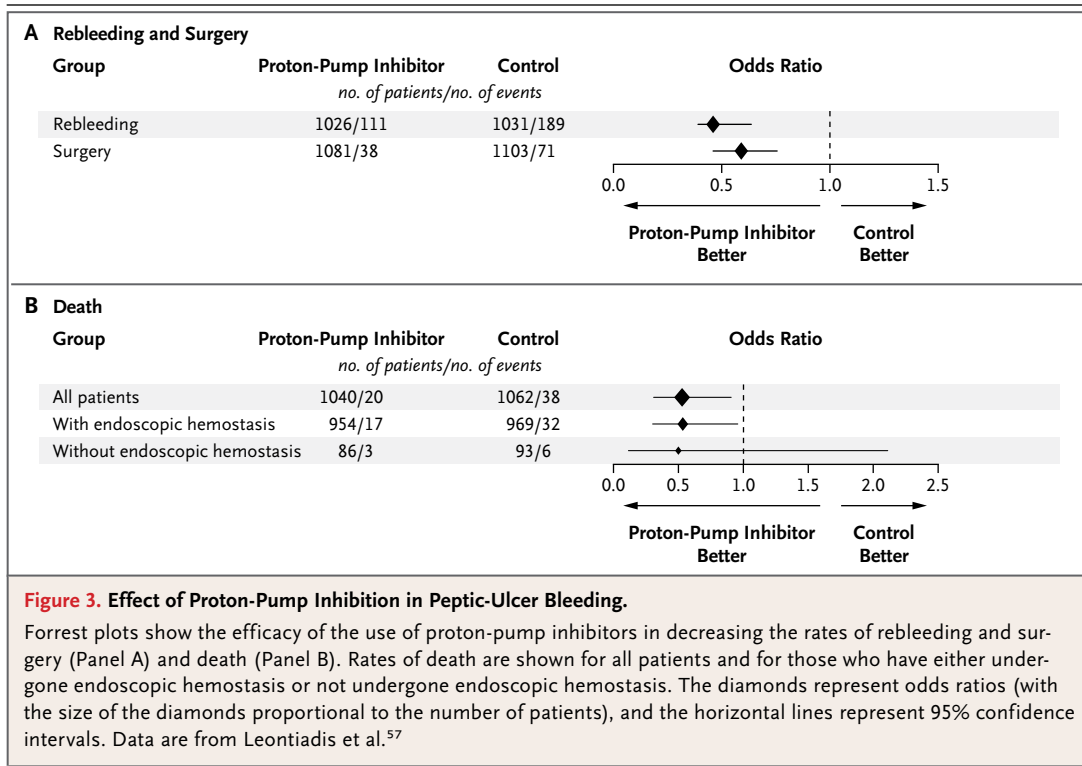 A Rebleeding and Surgery
Group Proton-Pump Inhibitor Control Odds Ratio
no. of patients/no. of events
Rebleeding 1026/111 1031/189
Surgery 1081/38 1103/71
0.0 0.5 1.0 1.5
Proton-Pump Inhibitor Control
Better Better
B Death
Group Proton-Pump Inhibitor Control Odds Ratio
no. of patients/no. of events
All patients 1040/20 1062/38
With endoscopic hemostasis 954/17 969/32
Without endoscopic hemostasis 86/3 93/6
0.0 0.5 1.0 1.5 2.0 2.5
Proton-Pump Inhibitor Control
Better Better
Figure 3. Effect of Proton-Pump Inhibition in Peptic-Ulcer Bleeding.
Forrest plots show the efficacy of the use of proton-pump inhibitors in decreasing the rates of rebleeding and sur-
gery (Panel A) and death (Panel B). Rates of death are shown for all patients and for those who have either under-
gone endoscopic hemostasis or not undergone endoscopic hemostasis. The diamonds represent odds ratios (with
the size of the diamonds proportional to the number of patients), and the horizontal lines represent 95% confidence
intervals. Data are from Leontiadis et al.57